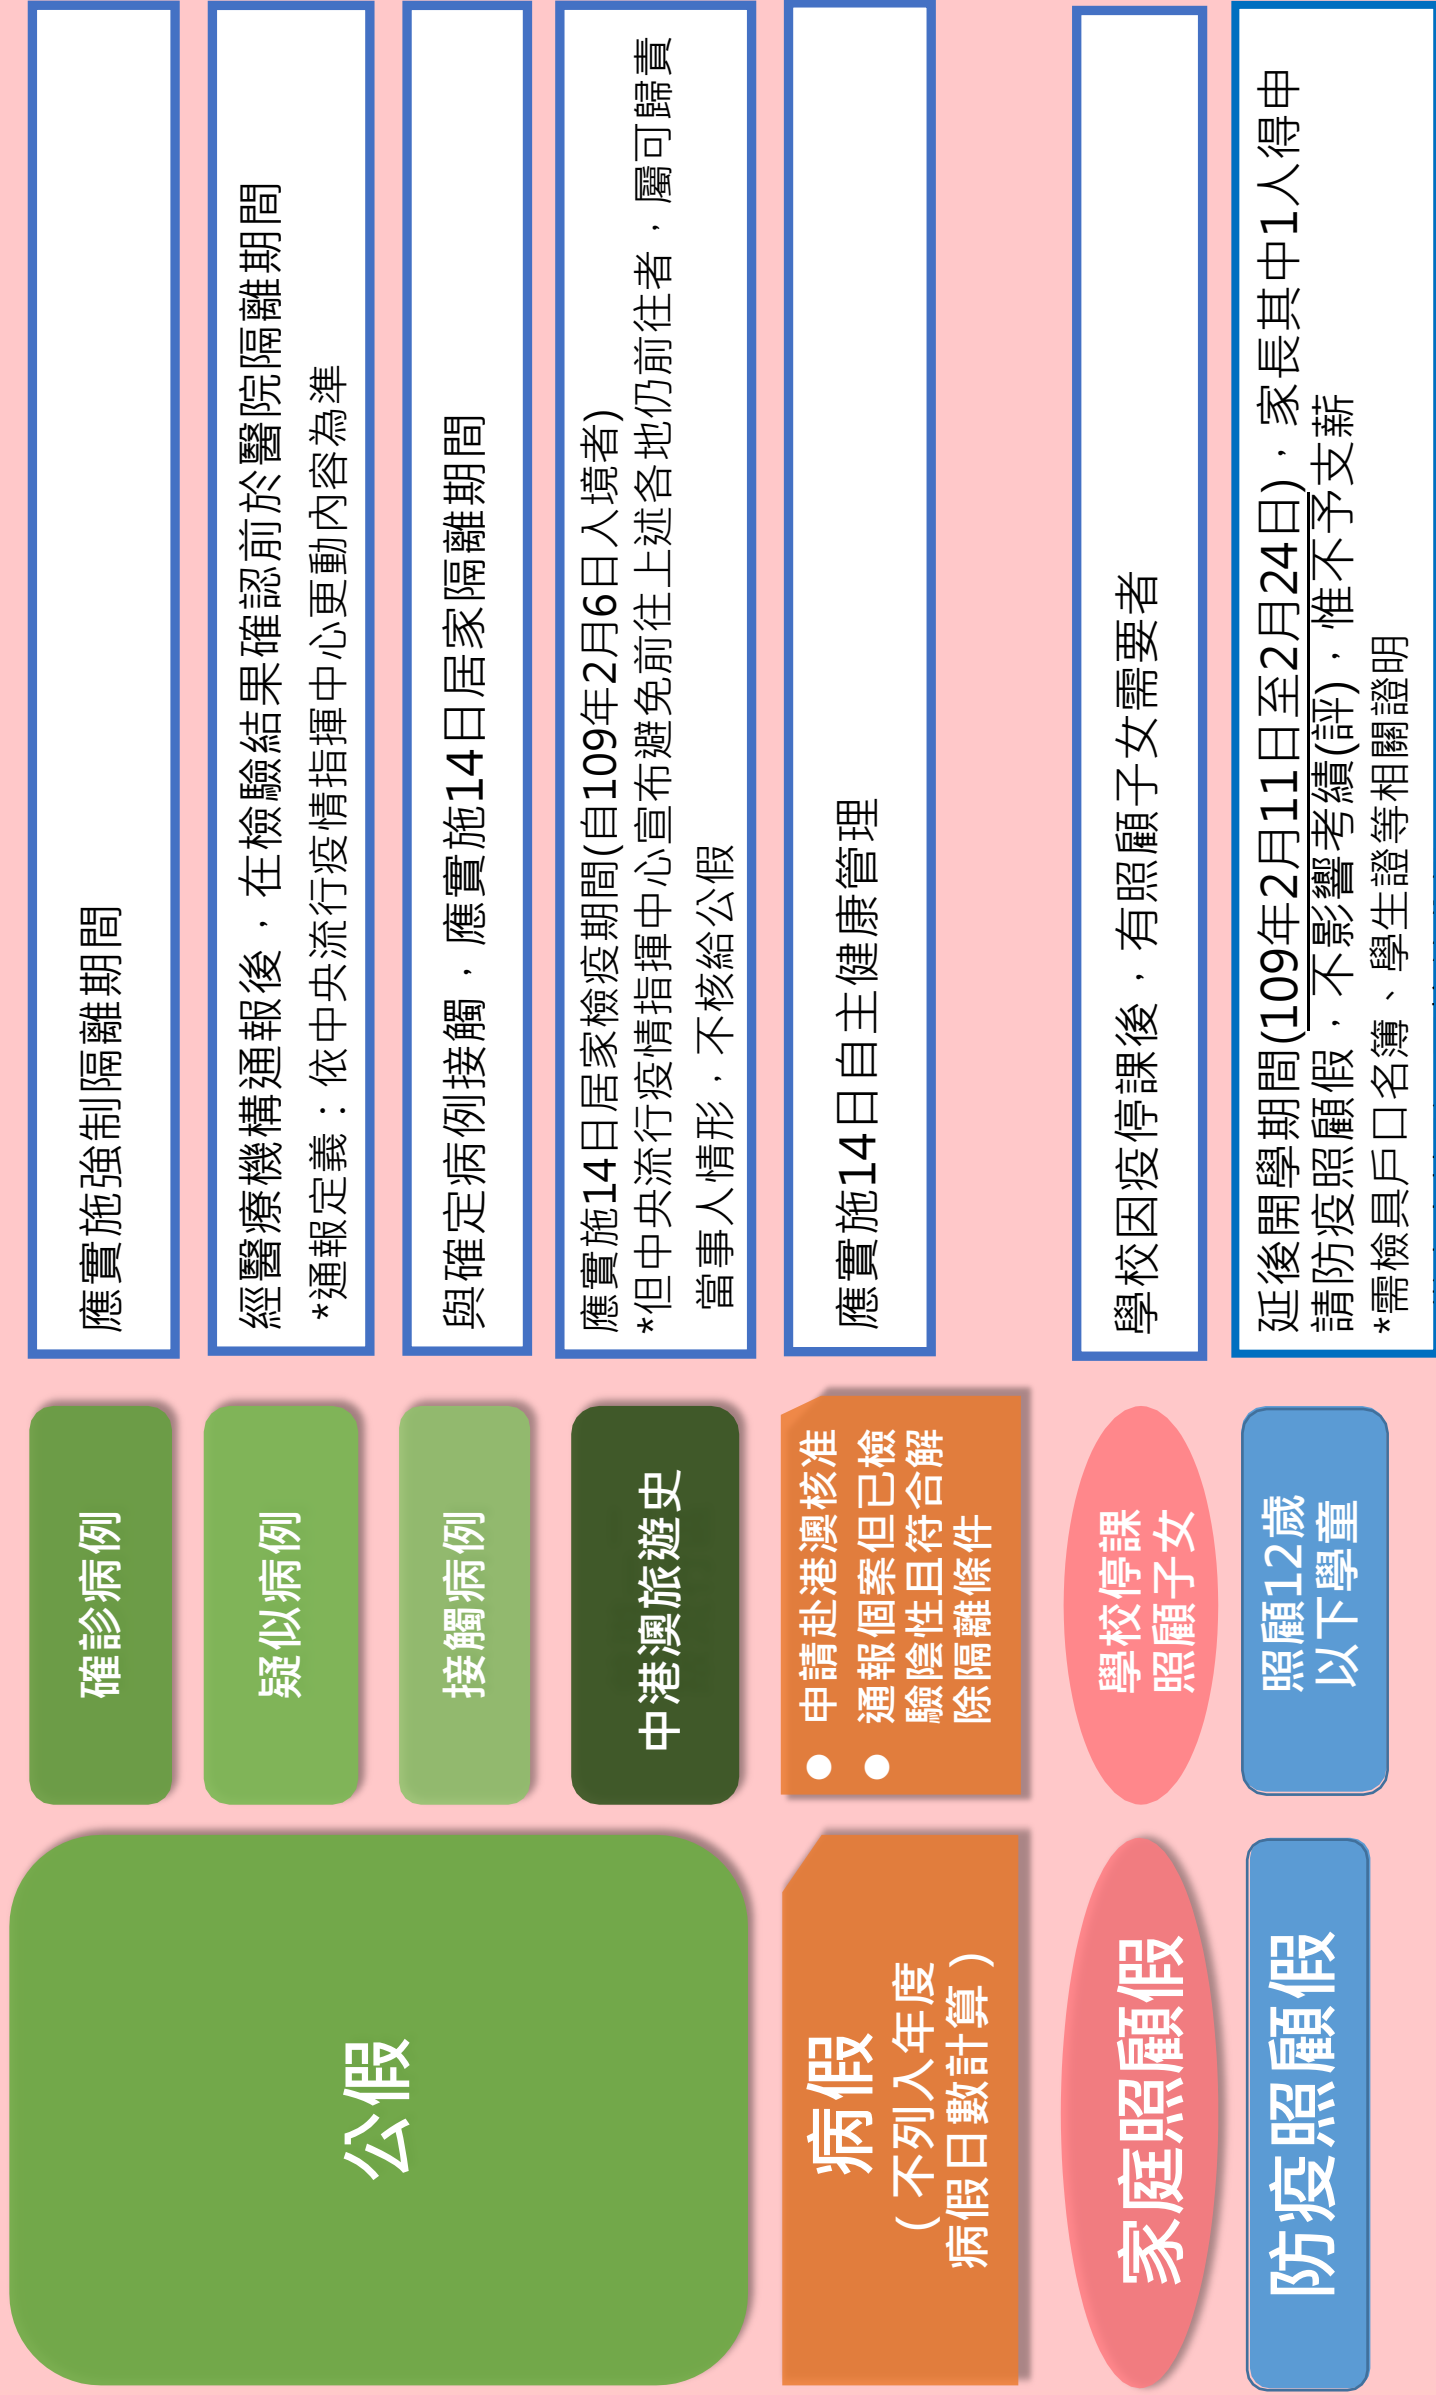 公假
確診病例
應實施強制隔離期間
疑似病例
經醫療機構通報後，在檢驗結果確認前於醫院隔離期間
*通報定義：依中央流行疫情指揮中心更動內容為準
接觸病例
與確定病例接觸，應實施14日居家隔離期間
中港澳旅遊史
應實施14日居家檢疫期間(自109年2月6日入境者)
*但中央流行疫情指揮中心宣布避免前往上述各地仍前往者，屬可歸責
當事人情形，不核給公假
病假
（不列入年度
病假日數計算）
● 申請赴港澳核准
● 通報個案但已檢
驗陰性且符合解
除隔離條件
應實施14日自主健康管理
家庭照顧假
學校停課
照顧子女
學校因疫停課後，有照顧子女需要者
防疫照顧假
照顧12歲
以下學童
延後開學期間(109年2月11日至2月24日)，家長其中1人得申
請防疫照顧假，不影響考績(評)，惟不予支薪
*需檢具戶口名簿、學生證等相關證明